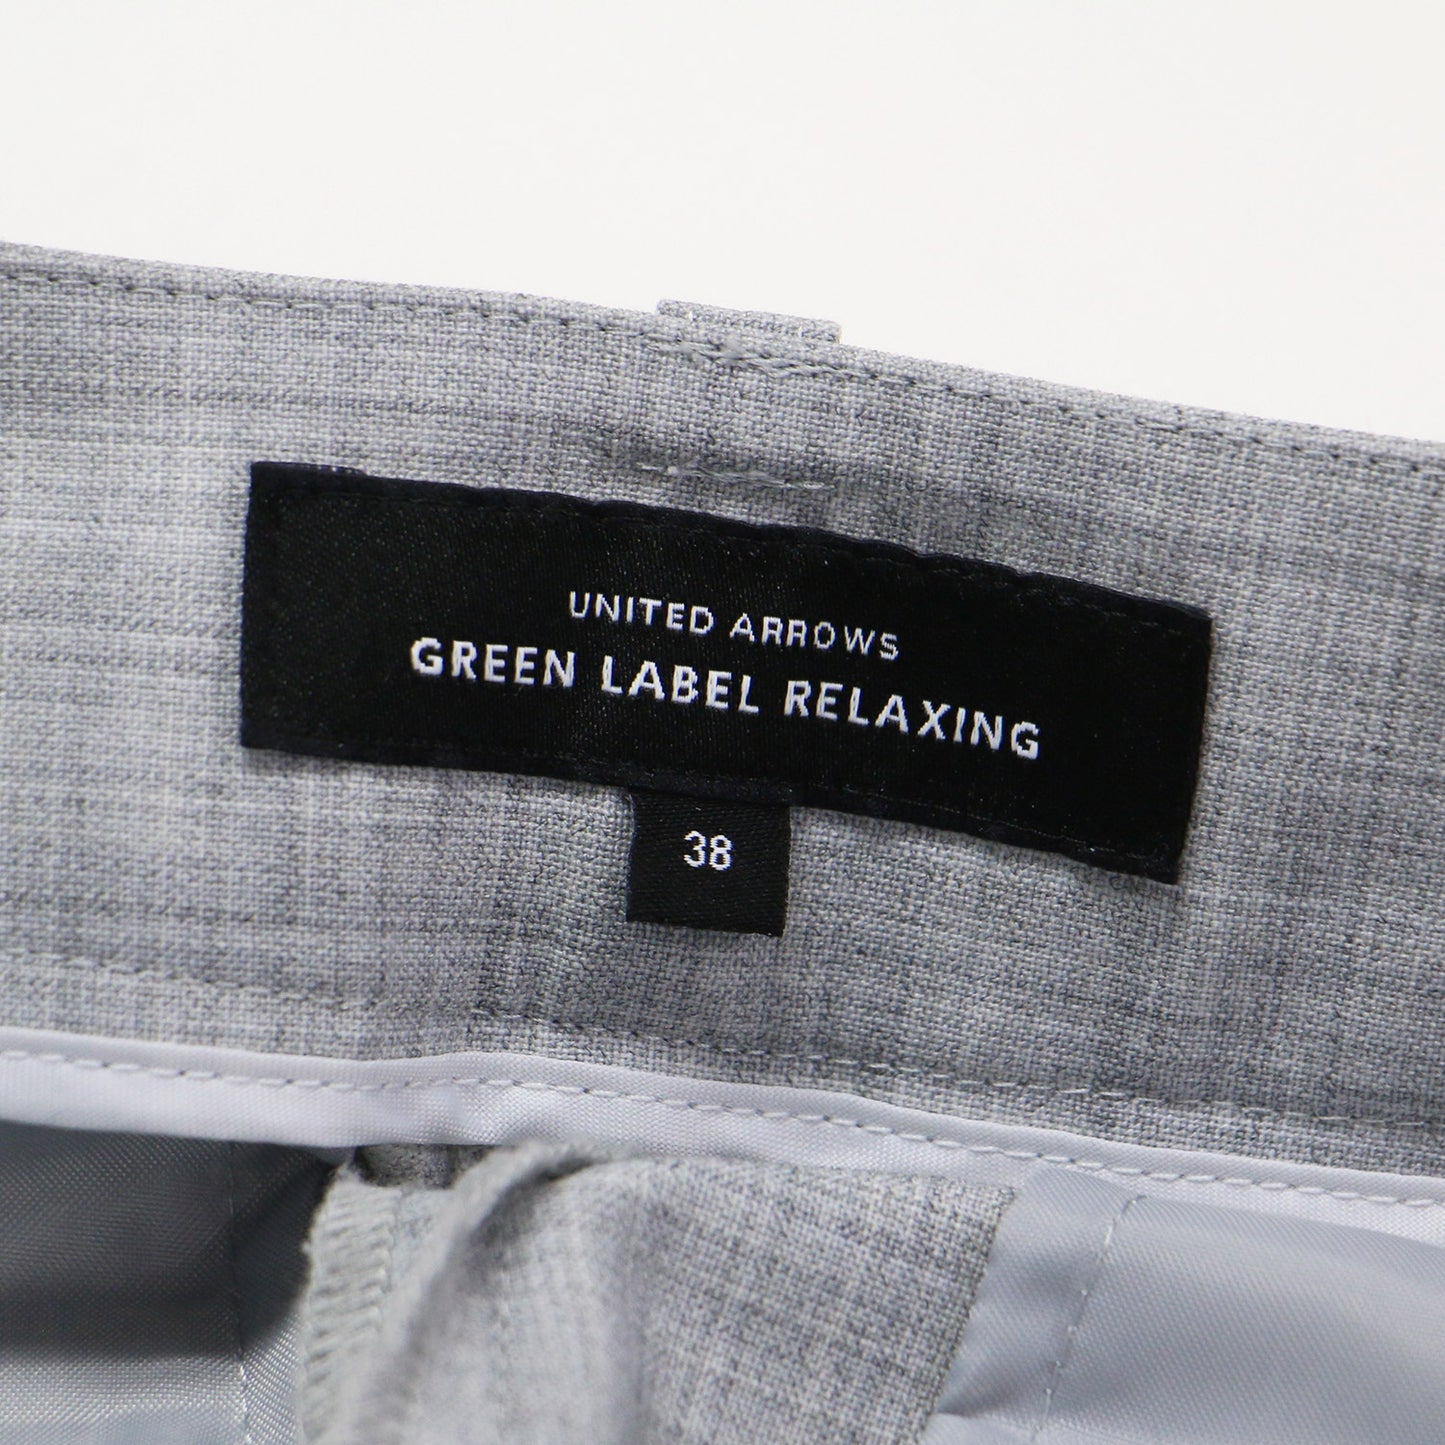 UNITED ARROWS
GREEN LABEL RELAXING
38